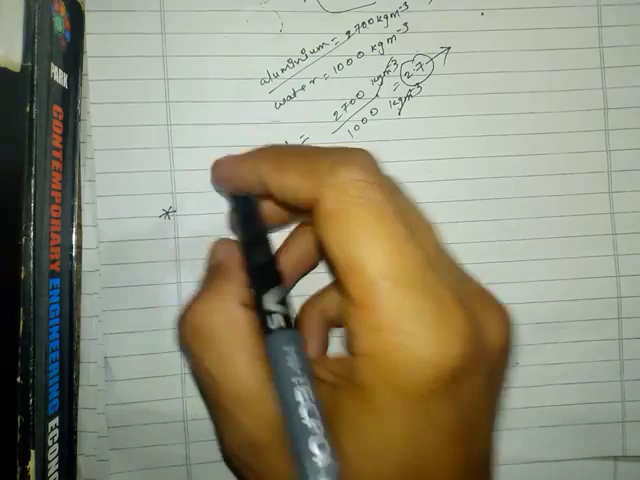 aluminium = 2700 kgm⁻³
water = 1000 kgm⁻³
2700 kgm⁻³
1000 kgm⁻³
= 2.7
=
*
PARK
CONTEMPORARY ENGINEERING ECON